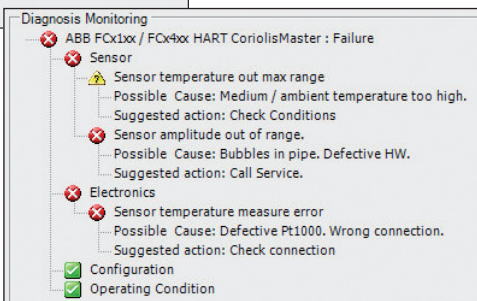 Diagnosis Monitoring
ABB FCx1xx / FCx4xx HART CoriolisMaster : Failure
Sensor
Sensor temperature out max range
Possible Cause: Medium / ambient temperature too high.
Suggested action: Check Conditions
Sensor amplitude out of range.
Possible Cause: Bubbles in pipe. Defective HW.
Suggested action: Call Service.
Electronics
Sensor temperature measure error
Possible Cause: Defective Pt1000. Wrong connection.
Suggested action: Check connection
Configuration
Operating Condition